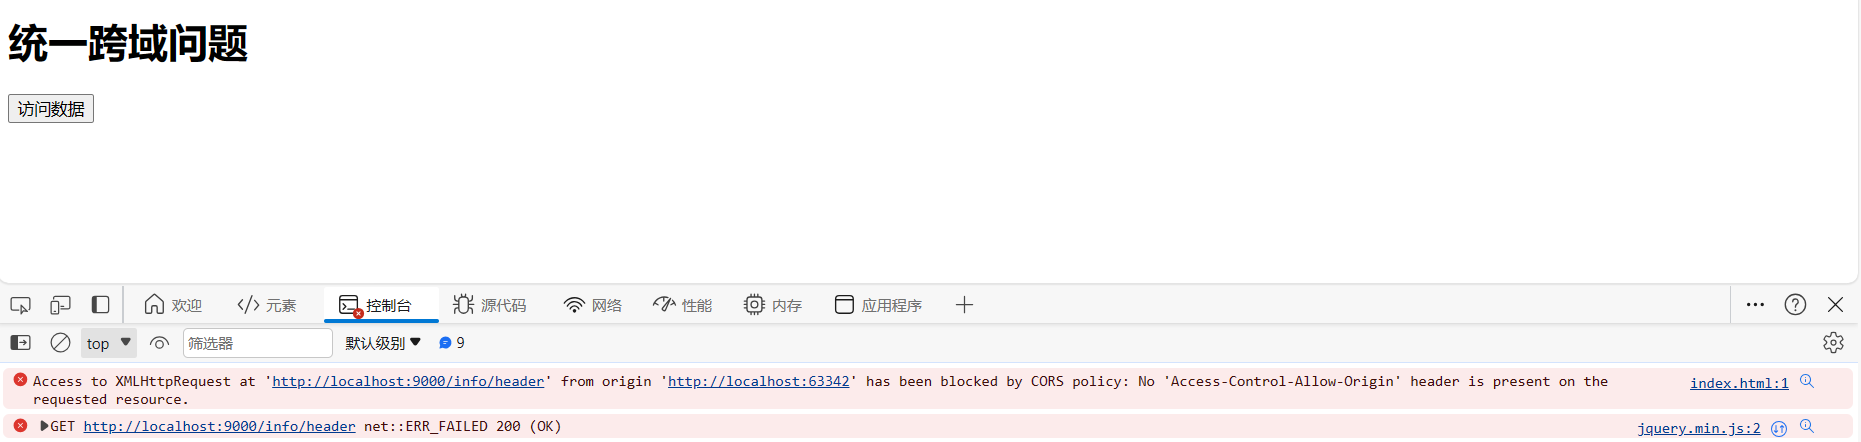 统一跨域问题
访问数据
欢迎 元素 控制台 源代码 网络 性能 内存 应用程序
top 筛选器 默认级别 9
Access to XMLHttpRequest at 'http://localhost:9000/info/header' from origin 'http://localhost:63342' has been blocked by CORS policy: No 'Access-Control-Allow-Origin' header is present on the index.html:1
requested resource.
GET http://localhost:9000/info/header net::ERR_FAILED 200 (OK) jquery.min.js:2